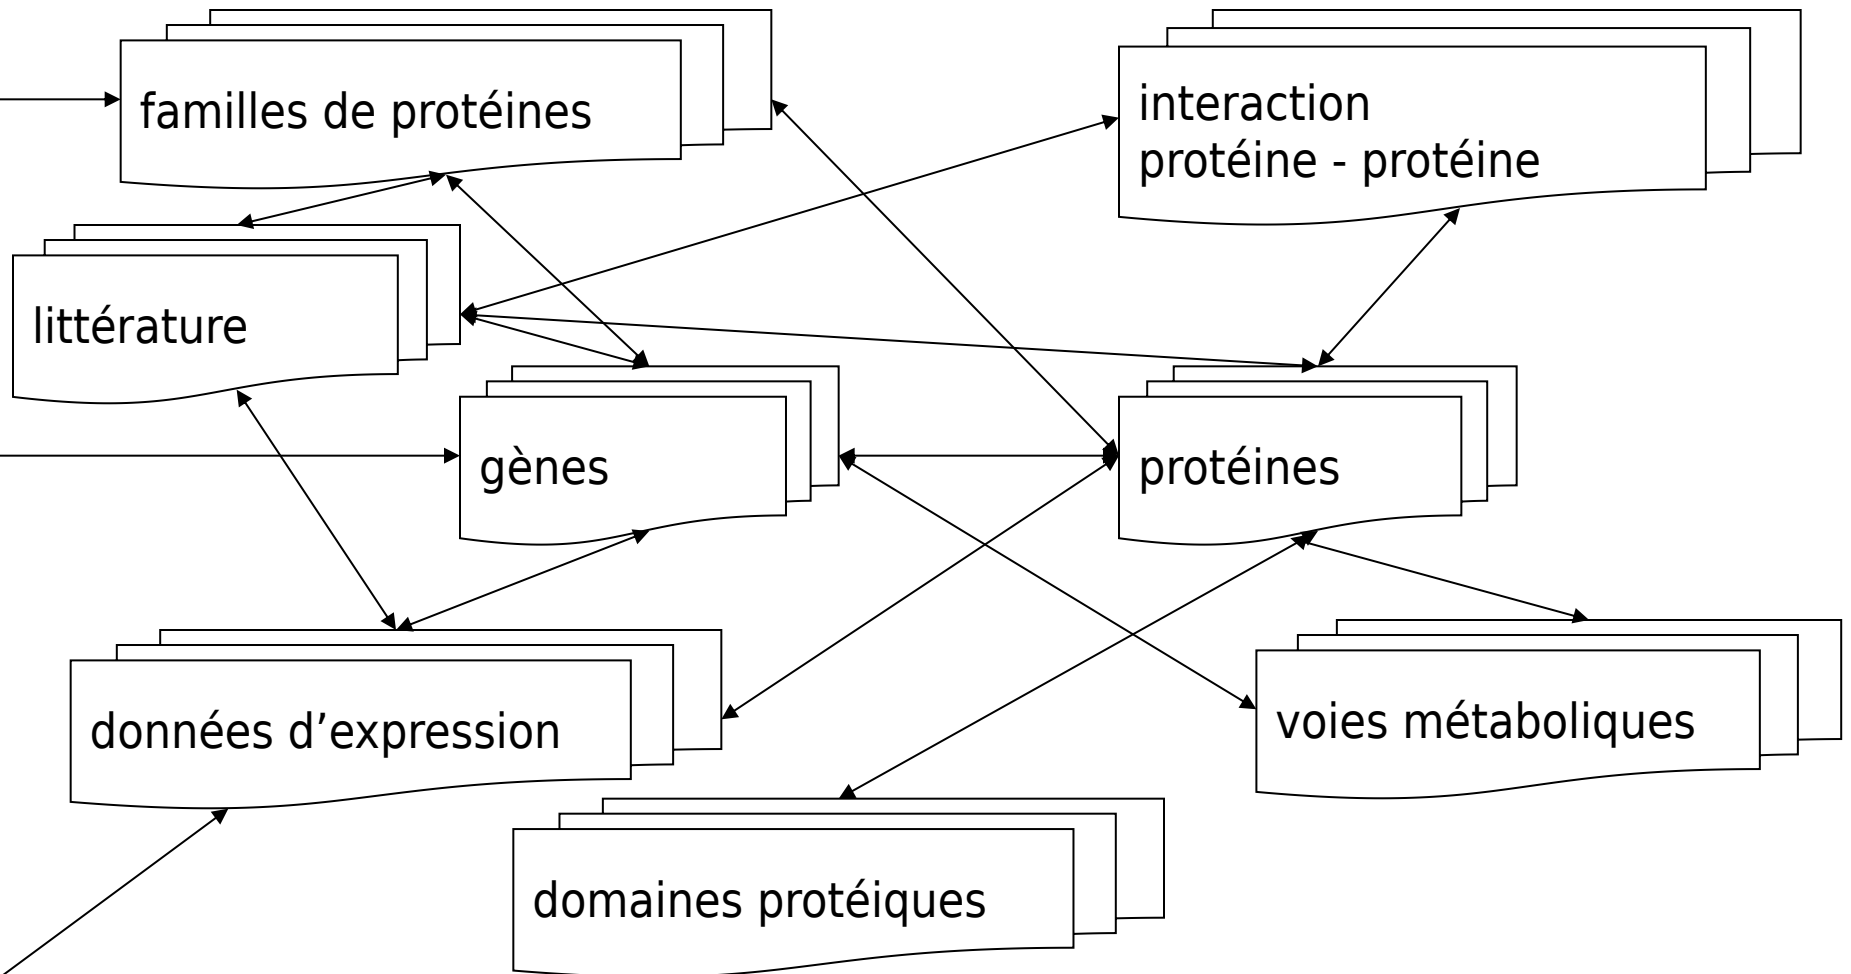 familles de protéines
interaction
protéine - protéine
littérature
gènes
protéines
données d’expression
voies métaboliques
domaines protéiques